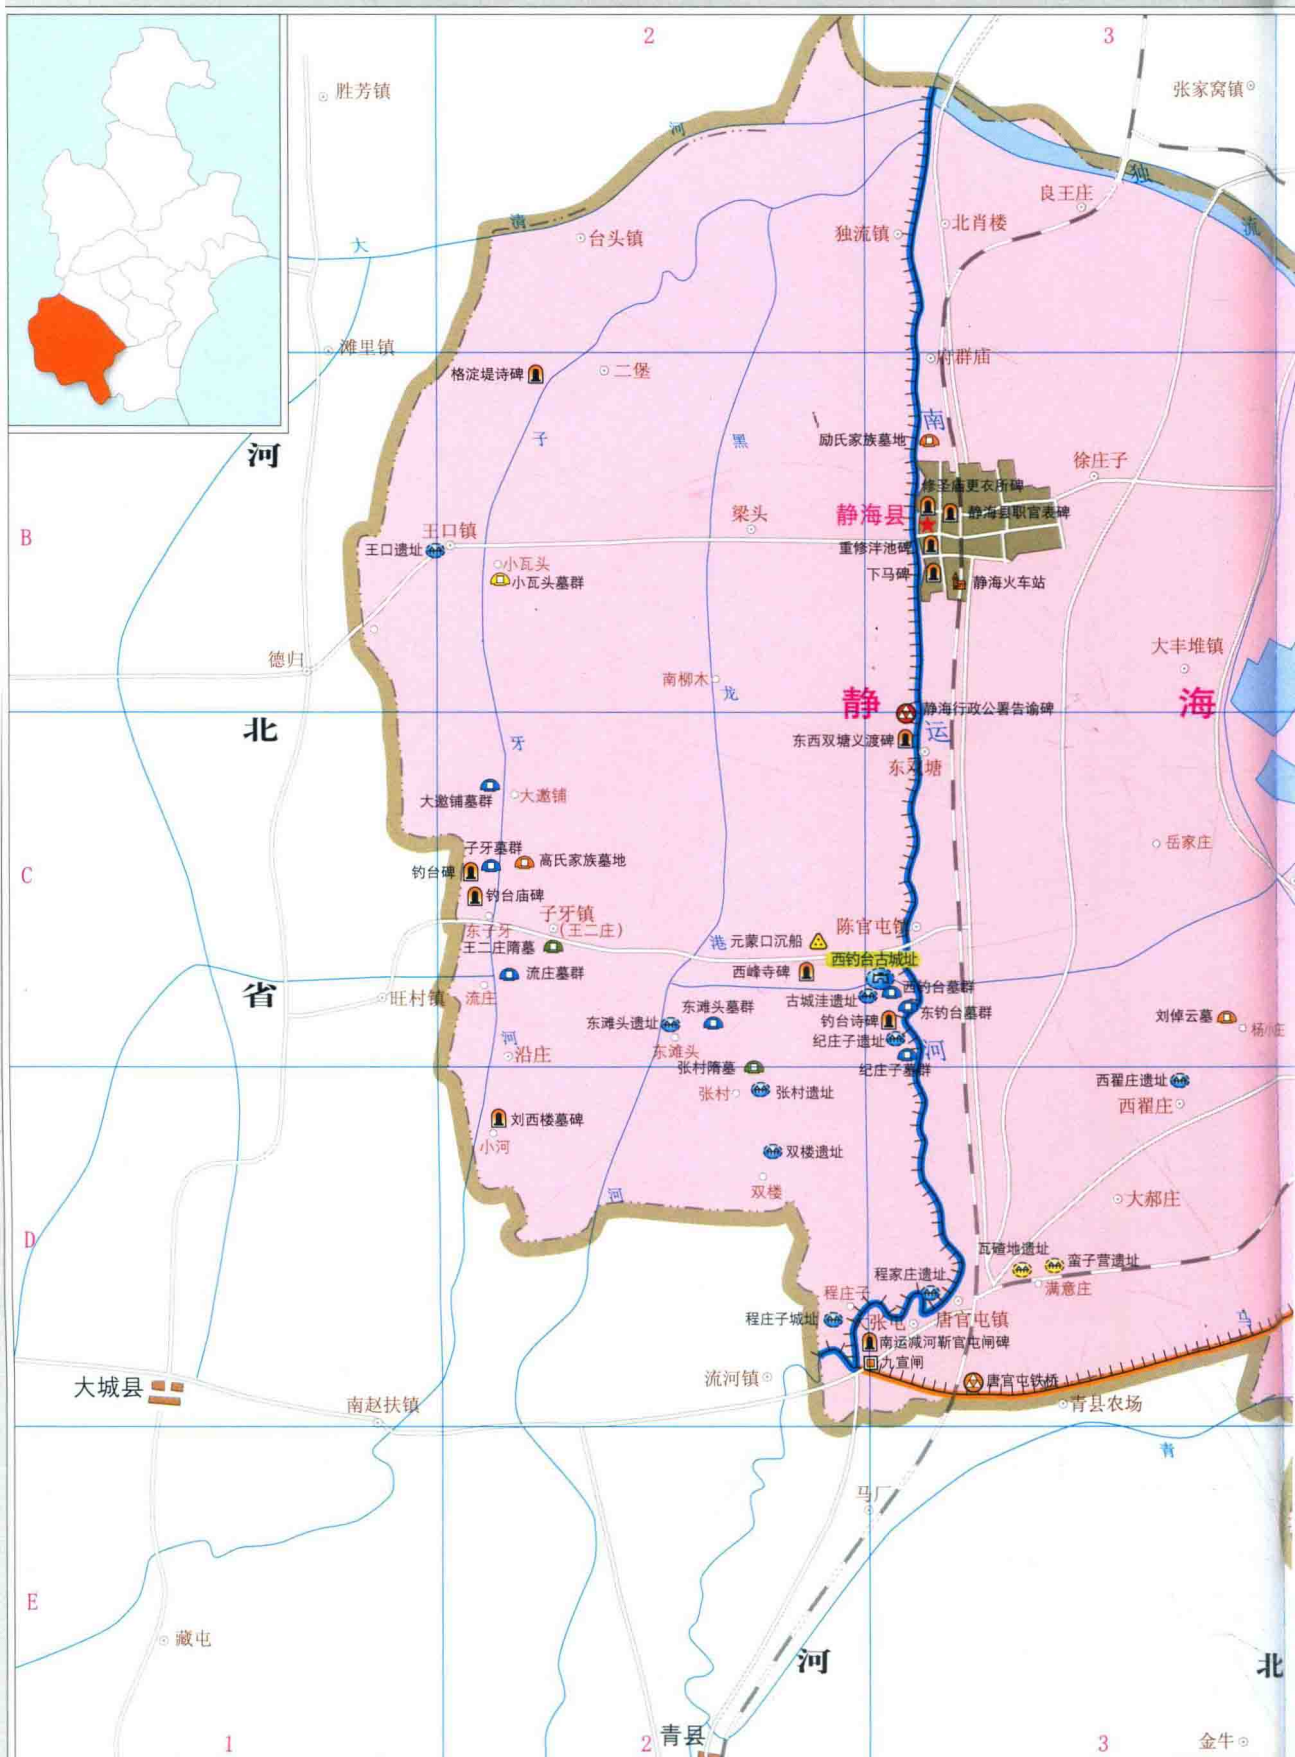 2
3
胜芳镇
张家窝镇
河
独
良王庄
清
台头镇
独流镇
北肖楼
流
大
滩里镇
府群庙
格淀堤诗碑
二堡
南
子
黑
励氏家族墓地
河
徐庄子
修圣庙更衣所碑
静海县
静海县职官表碑
B
王口镇
梁头
王口遗址
重修泮池碑
小瓦头
小瓦头墓群
下马碑
静海火车站
德归
大丰堆镇
南柳木
龙
静
海
静海行政公署告谕碑
北
牙
运
东西双塘义渡碑
东双塘
大邀铺墓群
大邀铺
子牙墓群
岳家庄
C
钓台碑
高氏家族墓地
钓台庙碑
子牙镇
(王二庄)
东子牙
陈官屯镇
王二庄隋墓
港
元蒙口沉船
西钓台古城址
流庄墓群
西峰寺碑
省
旺村镇
流庄
西钓台墓群
古城洼遗址
东滩头墓群
东钓台墓群
东滩头遗址
钓台诗碑
刘倬云墓
杨小庄
河
纪庄子遗址
河
沿庄
东滩头
张村隋墓
纪庄子墓群
张村
张村遗址
西翟庄遗址
西翟庄
刘西楼墓碑
小河
双楼遗址
河
双楼
大郝庄
D
瓦碴地遗址
蛮子营遗址
程家庄遗址
满意庄
程庄子
程庄子城址
大张屯
唐官屯镇
马
南运减河靳官屯闸碑
九宣闸
大城县
流河镇
唐官屯铁桥
南赵扶镇
青县农场
青
马厂
E
藏屯
河
北
1
2
青县
3
金牛